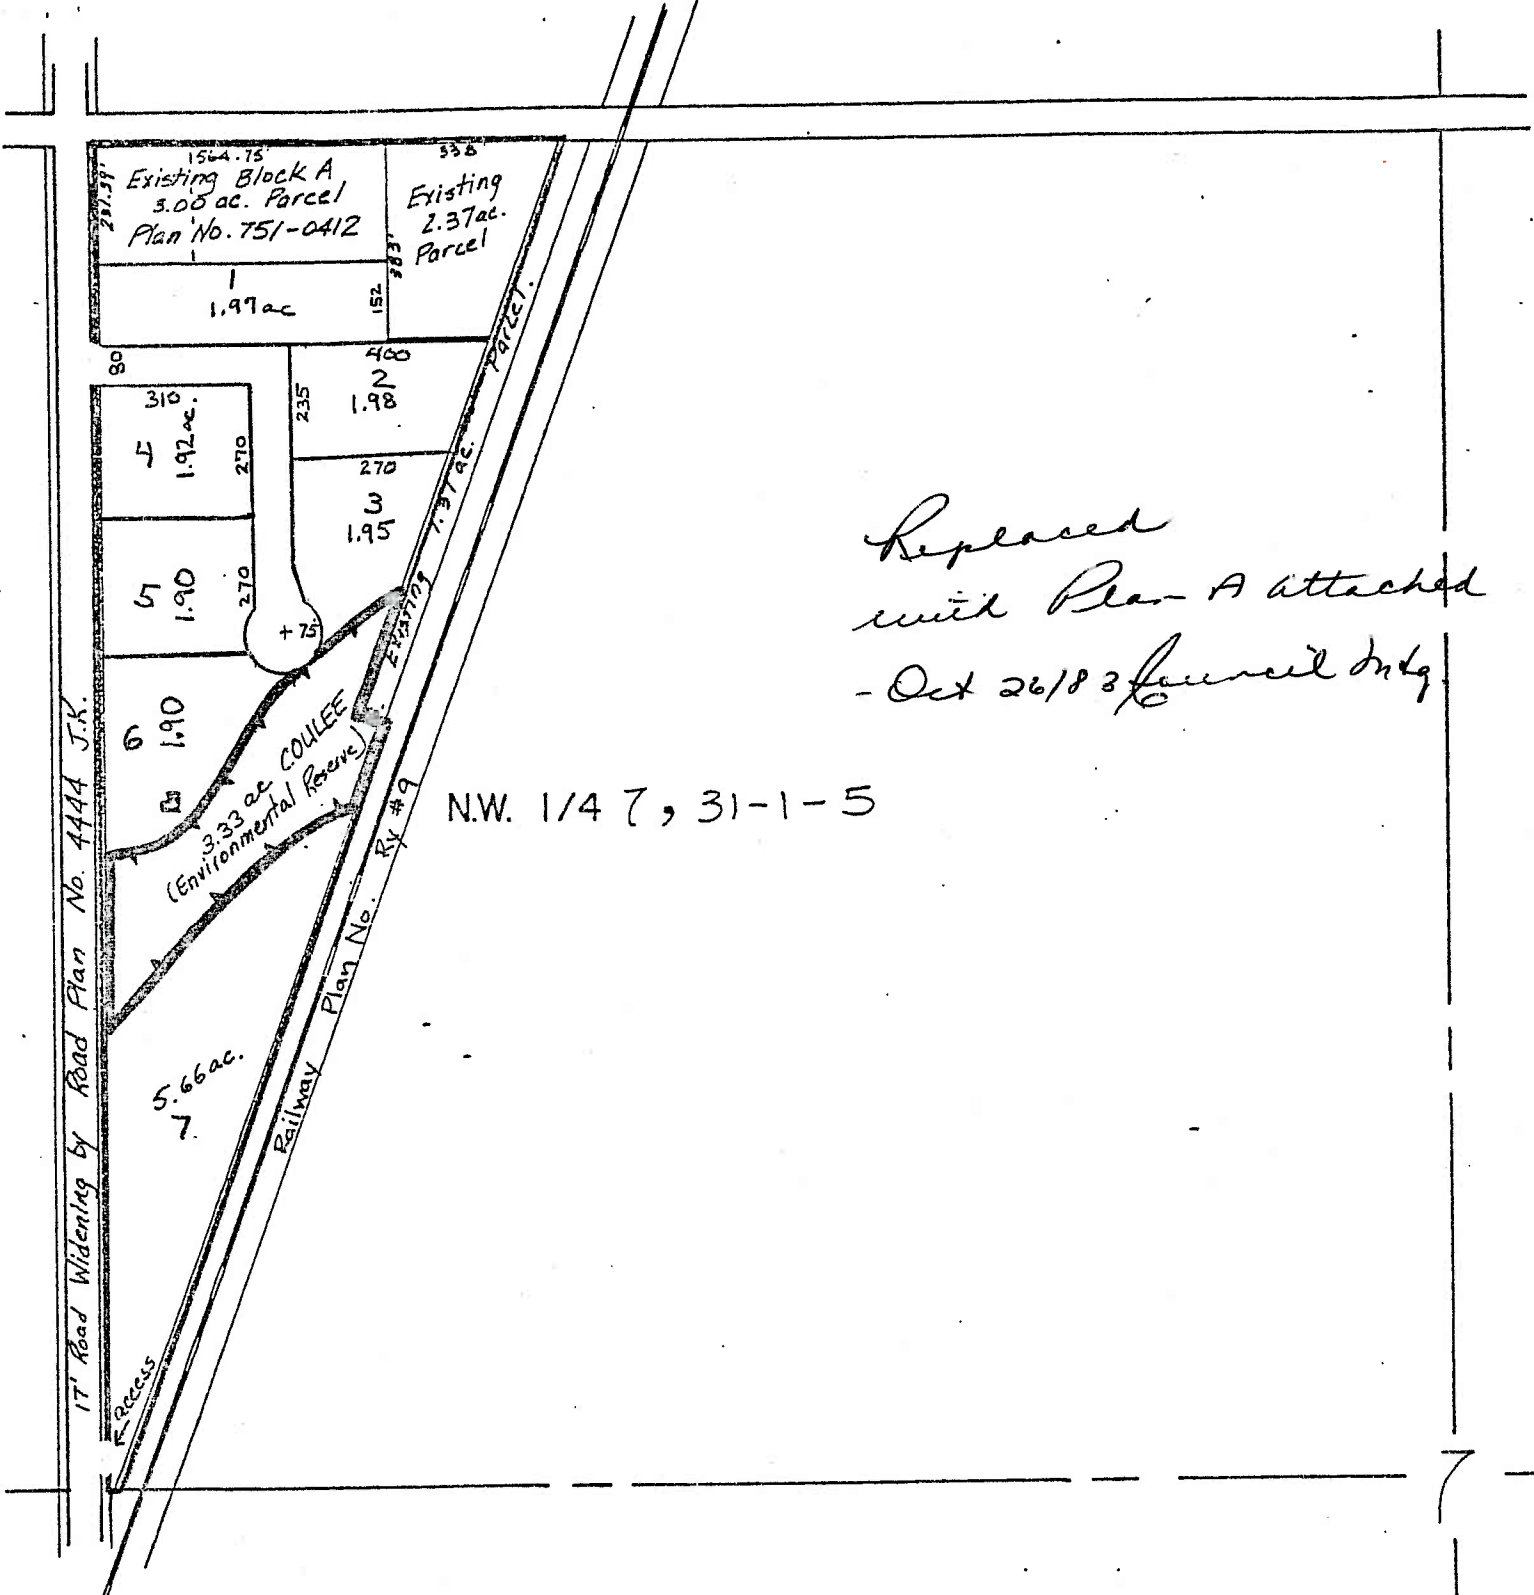 1564.75'
Existing Block A
3.00 ac. Parcel
Plan No. 751-0412
338
Existing
2.37ac.
Parcel
383'
1
1.97ac
152
80
400
2
1.98
235
310
4
1.92ac.
270
270
3
1.95
5
1.90
270
+75'
6
1.90
3.33 ac COULEE
(Environmental Reserve)
Existing 1.37 ac. Parcel.
N.W. 1/4 7, 31-1-5
Replaced
with Plan A attached
- Oct 26/83 Council Mtg.
Railway Plan No. Ry #9
17' Road Widening by Road Plan No. 4444 J.K.
5.66ac.
7
access
7